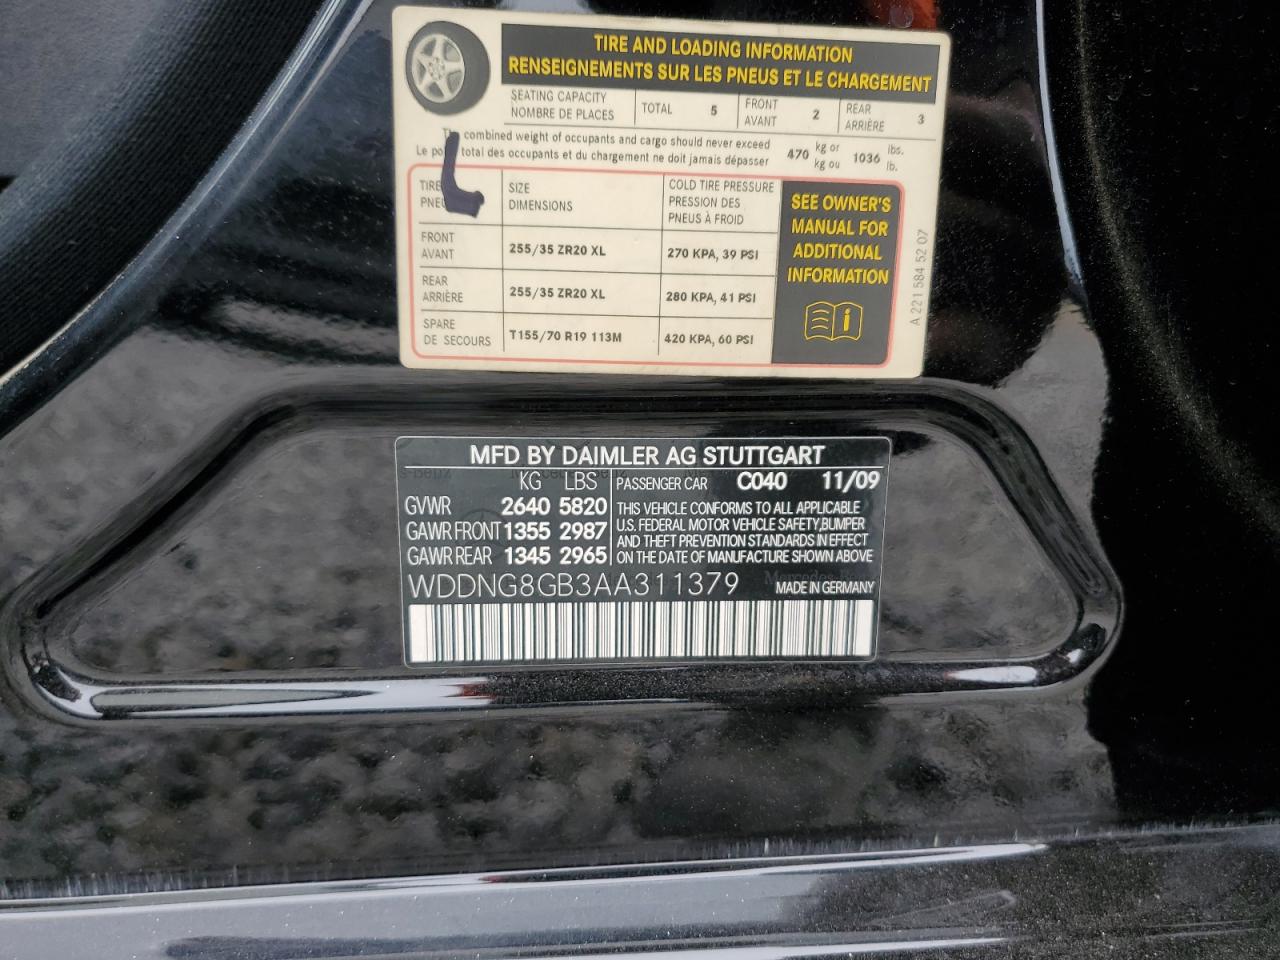 TIRE AND LOADING INFORMATION
RENSEIGNEMENTS SUR LES PNEUS ET LE CHARGEMENT
SEATING CAPACITY
NOMBRE DE PLACES
TOTAL 5
FRONT
AVANT
2
REAR
ARRIÈRE
3
combined weight of occupants and cargo should never exceed
Le total des occupants et du chargement ne doit jamais dépasser
470 kg or
kg ou
1036 lbs.
lb.
TIRE
SIZE
DIMENSIONS
COLD TIRE PRESSURE
PRESSION DES
PNEUS À FROID
FRONT
AVANT
255/35 ZR20 XL
270 KPA, 39 PSI
REAR
ARRIÈRE
255/35 ZR20 XL
280 KPA, 41 PSI
SPARE
DE SECOURS
T155/70 R19 113M
420 KPA, 60 PSI
SEE OWNER'S
MANUAL FOR
ADDITIONAL
INFORMATION
i
A 221 584 52 07
MFD BY DAIMLER AG STUTTGART
KG LBS
GVWR 2640 5820
GAWR FRONT 1355 2987
GAWR REAR 1345 2965
PASSENGER CAR C040 11/09
THIS VEHICLE CONFORMS TO ALL APPLICABLE
U.S. FEDERAL MOTOR VEHICLE SAFETY,BUMPER
AND THEFT PREVENTION STANDARDS IN EFFECT
ON THE DATE OF MANUFACTURE SHOWN ABOVE
WDDNG8GB3AA311379
MADE IN GERMANY